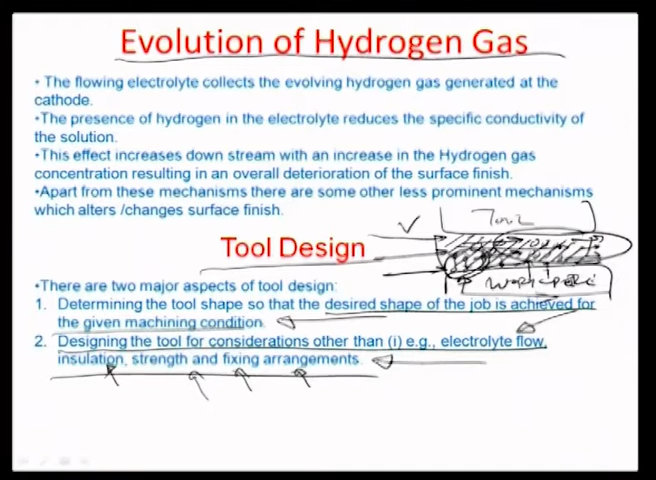 Evolution of Hydrogen Gas
• The flowing electrolyte collects the evolving hydrogen gas generated at the
cathode.
•The presence of hydrogen in the electrolyte reduces the specific conductivity of
the solution.
•This effect increases down stream with an increase in the Hydrogen gas
concentration resulting in an overall deterioration of the surface finish.
•Apart from these mechanisms there are some other less prominent mechanisms
which alters /changes surface finish.
Tool
Tool Design
workpiece
•There are two major aspects of tool design:
1. Determining the tool shape so that the desired shape of the job is achieved for
the given machining condition.
2. Designing the tool for considerations other than (i) e.g., electrolyte flow,
insulation, strength and fixing arrangements.